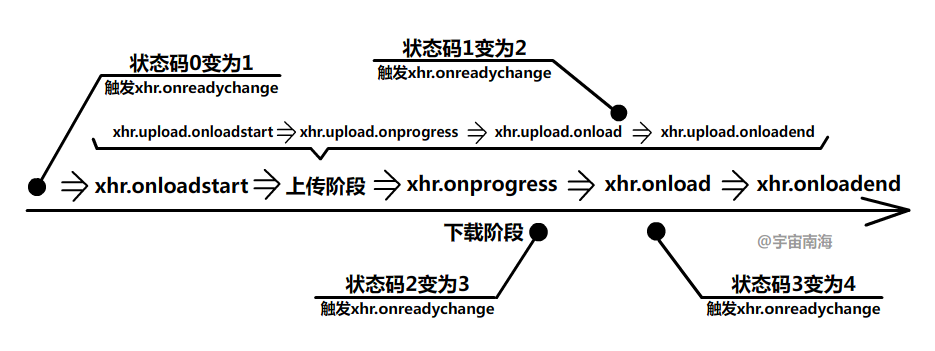 状态码0变为1
触发xhr.onreadychange
状态码1变为2
触发xhr.onreadychange
xhr.upload.onloadstart xhr.upload.onprogress xhr.upload.onload xhr.upload.onloadend
xhr.onloadstart 上传阶段 xhr.onprogress xhr.onload xhr.onloadend
下载阶段
@宇宙南海
状态码2变为3
触发xhr.onreadychange
状态码3变为4
触发xhr.onreadychange